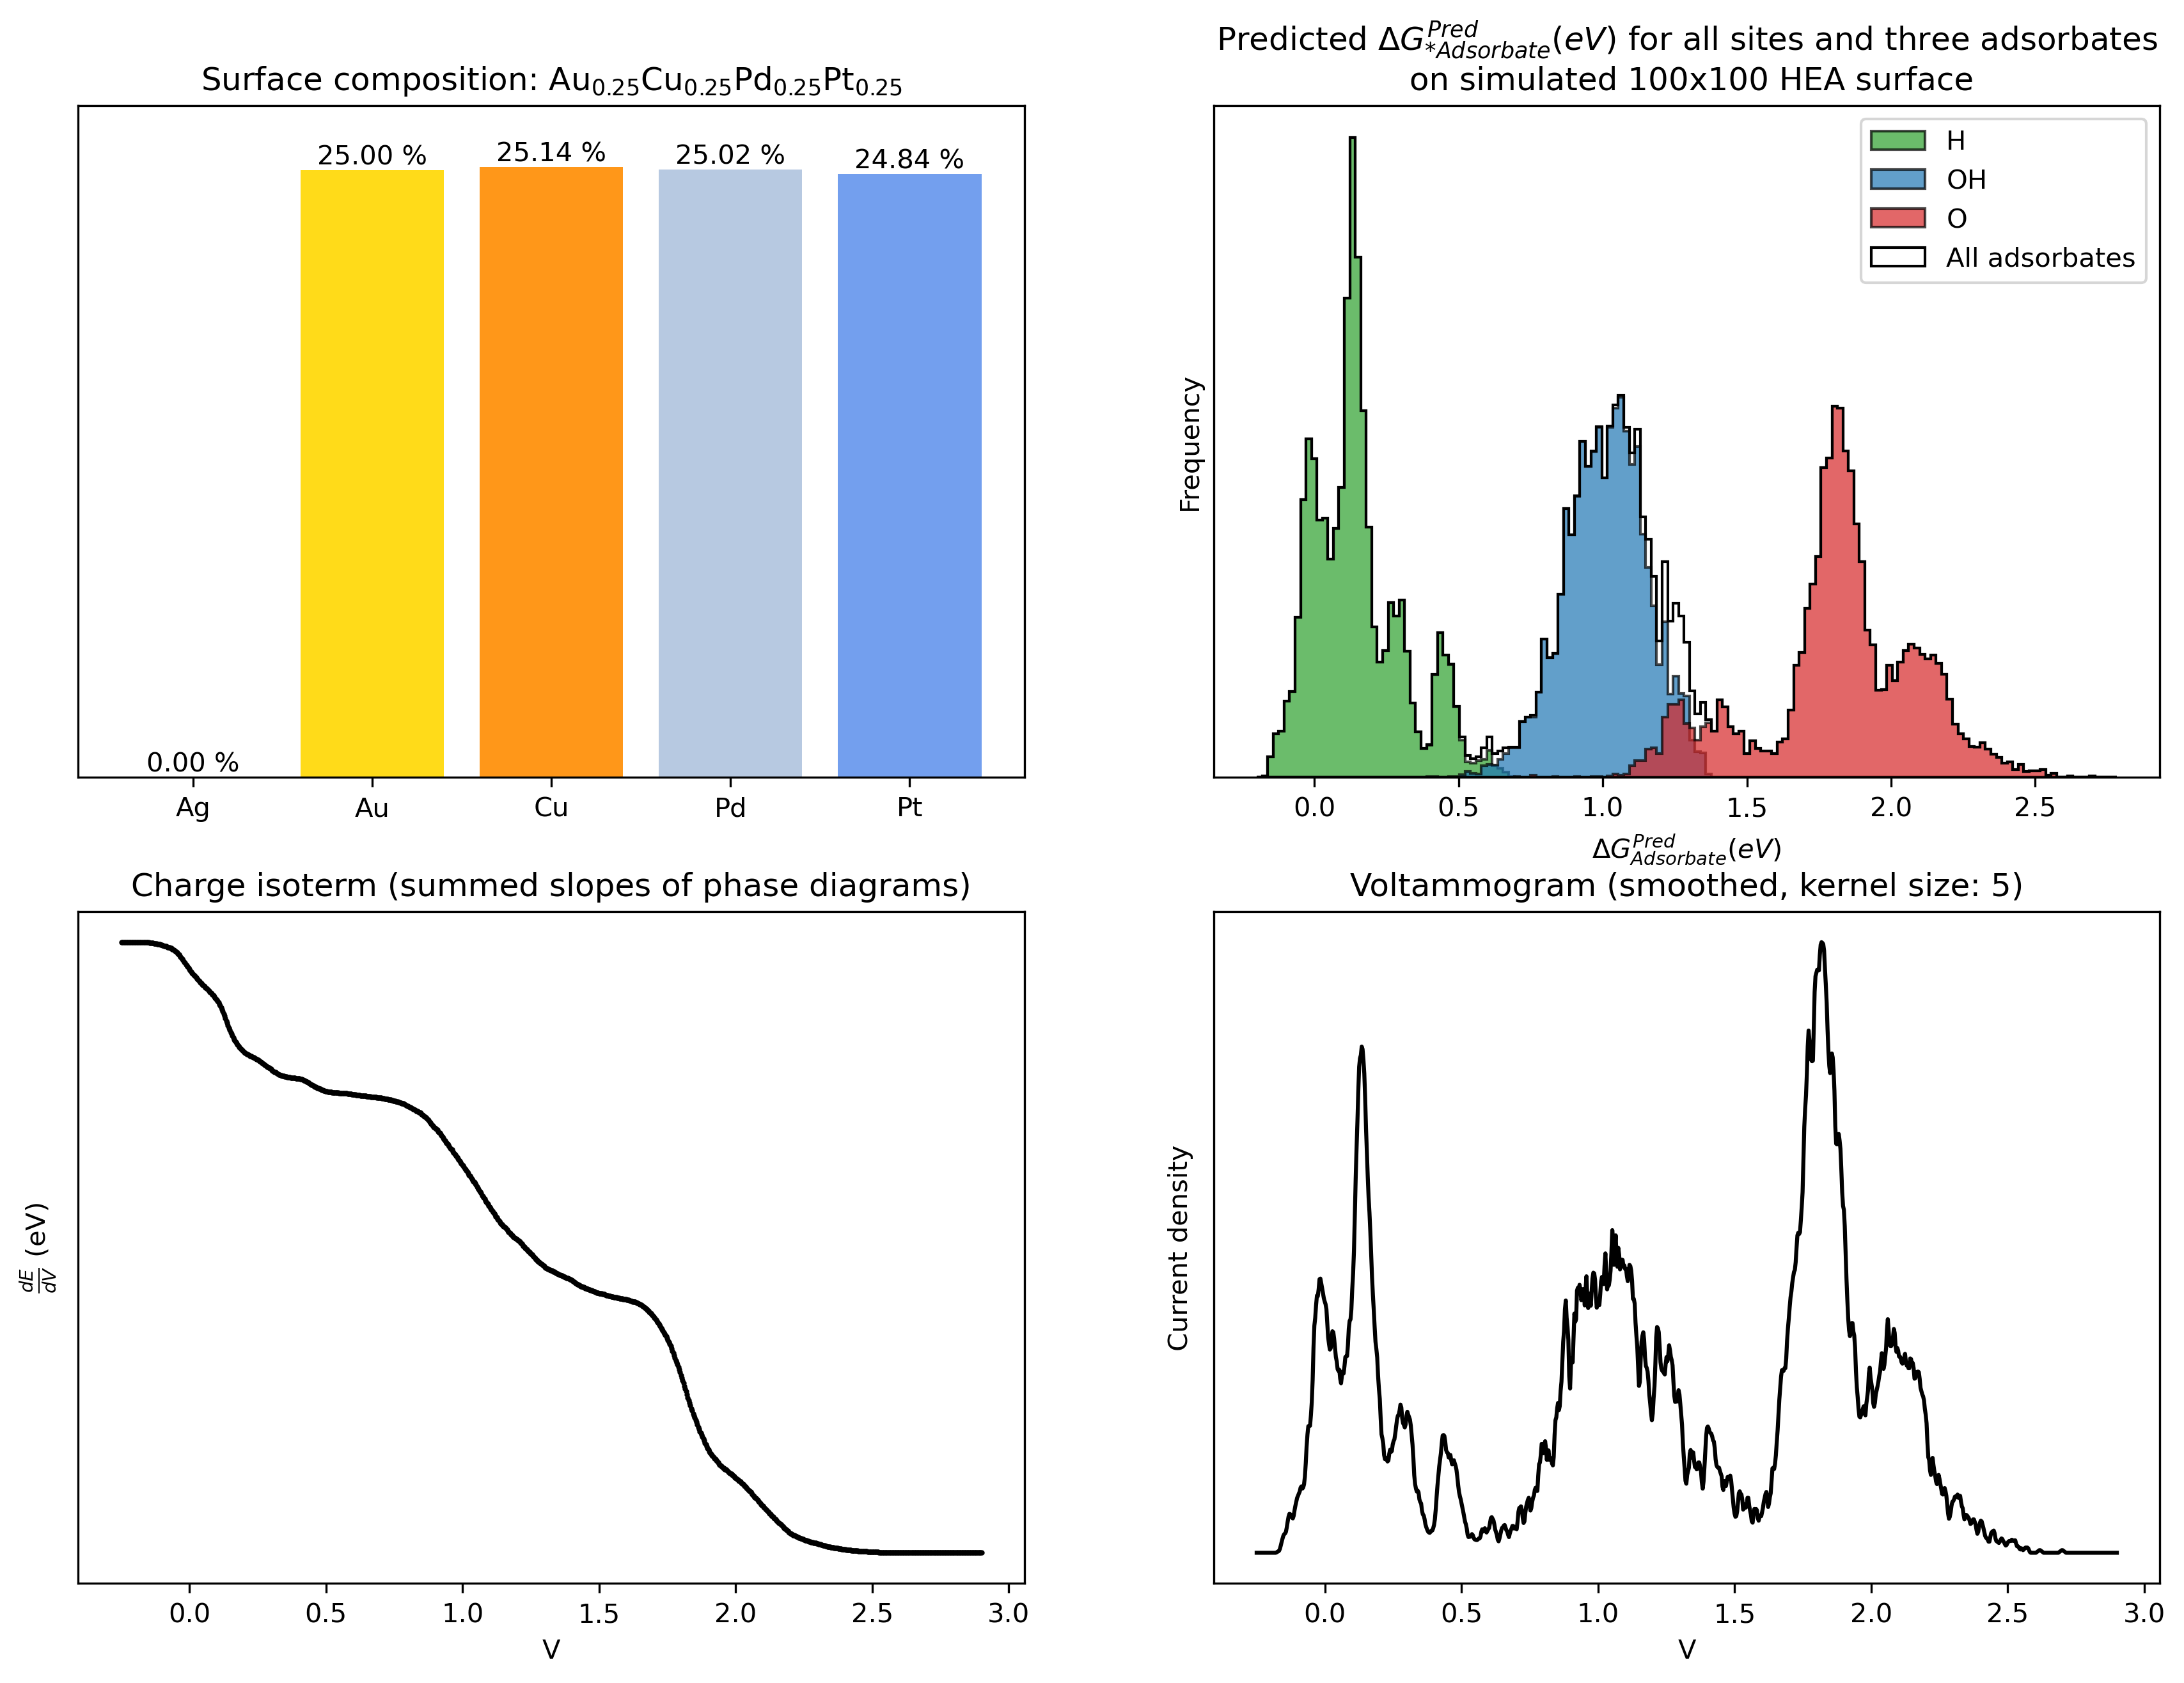 Surface composition: Au0.25Cu0.25Pd0.25Pt0.25
0.00 %
25.00 %
25.14 %
25.02 %
24.84 %
Ag
Au
Cu
Pd
Pt
Predicted ΔG^Pred_*Adsorbate(eV) for all sites and three adsorbates
on simulated 100x100 HEA surface
H
OH
O
All adsorbates
Frequency
0.0
0.5
1.0
1.5
2.0
2.5
ΔG^Pred_Adsorbate(eV)
Charge isoterm (summed slopes of phase diagrams)
dE/dV (eV)
0.0
0.5
1.0
1.5
2.0
2.5
3.0
V
Voltammogram (smoothed, kernel size: 5)
Current density
0.0
0.5
1.0
1.5
2.0
2.5
3.0
V